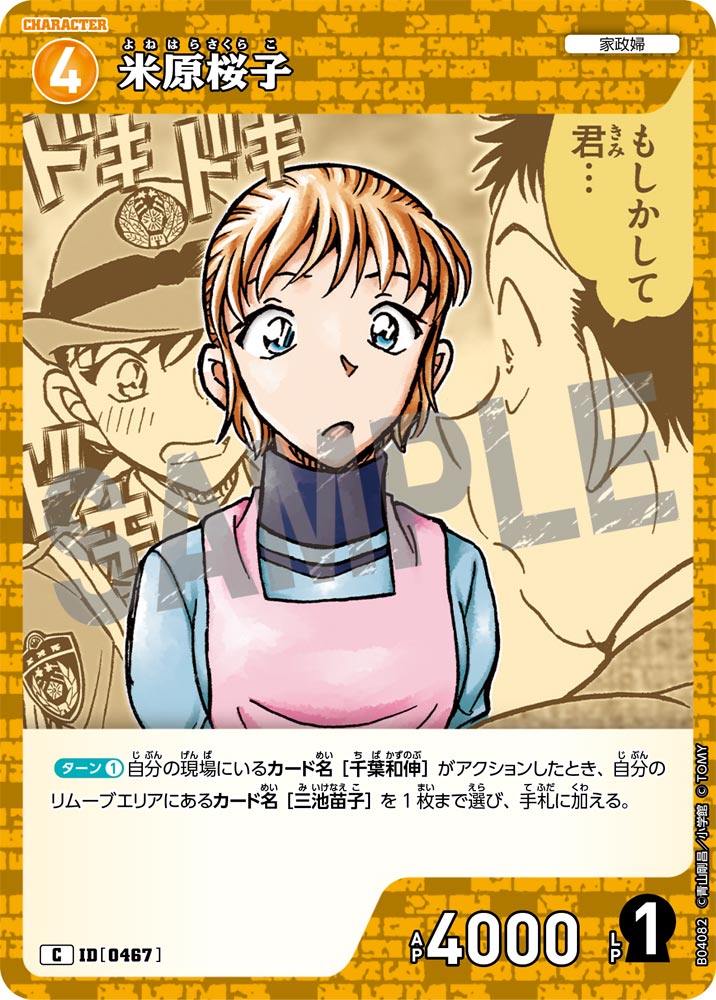 CHARACTER
家政婦
4
よねはらさくらこ
米原桜子
ドキドキ
もしかして
君…
きみ
ドキ
SAMPLE
ターン1 自分の現場にいるカード名［千葉和伸］がアクションしたとき、自分の
リムーブエリアにあるカード名［三池苗子］を1枚まで選び、手札に加える。
AP 4000
LP 1
C ID[0467]
B04082 ©青山剛昌／小学館 ©TOMY